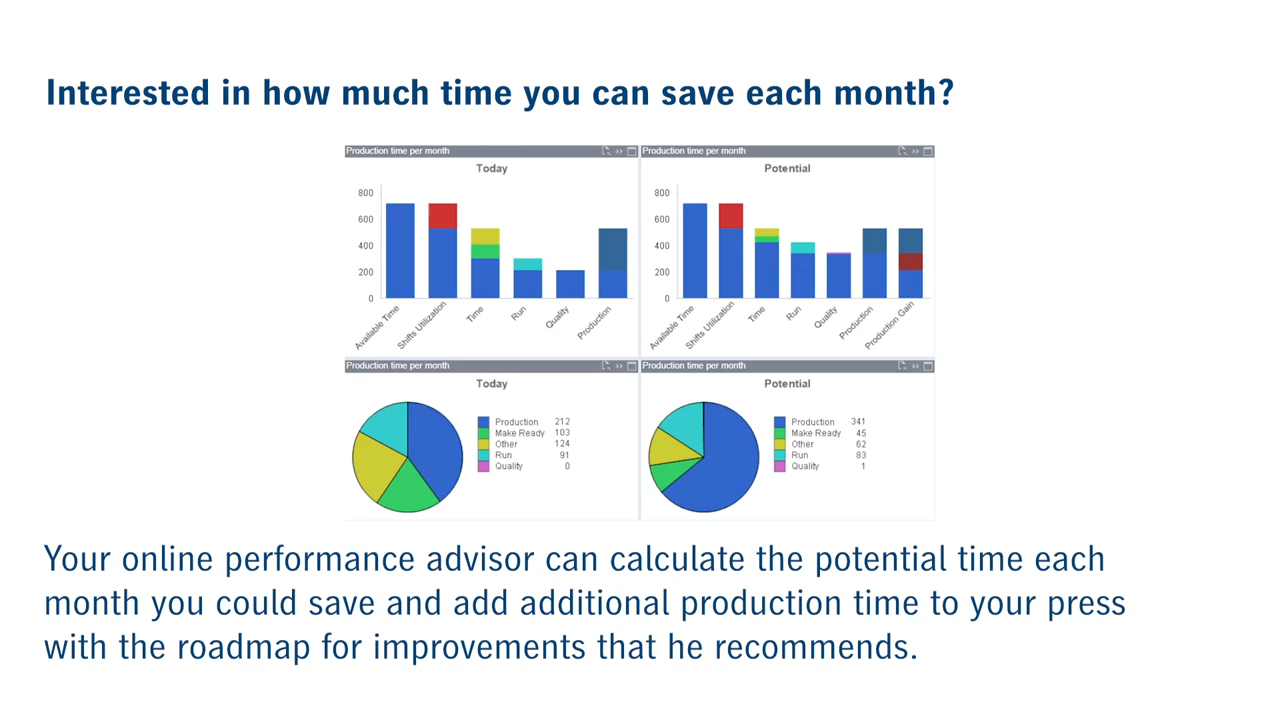 Interested in how much time you can save each month?
Production time per month
Today
800
600
400
200
0
Available Time
Shifts Utilization
Time
Run
Quality
Production
Production time per month
Potential
800
600
400
200
0
Available Time
Shifts Utilization
Time
Run
Quality
Production
Production Gain
Production time per month
Today
Production 212
Make Ready 103
Other 124
Run 91
Quality 0
Production time per month
Potential
Production 341
Make Ready 45
Other 62
Run 83
Quality 1
Your online performance advisor can calculate the potential time each
month you could save and add additional production time to your press
with the roadmap for improvements that he recommends.